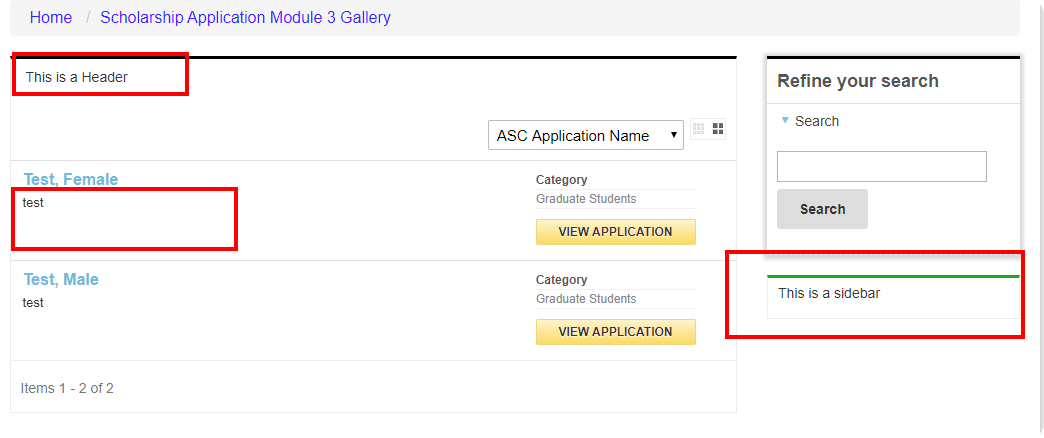 Home / Scholarship Application Module 3 Gallery
This is a Header
ASC Application Name
Test, Female
test
Category
Graduate Students
VIEW APPLICATION
Test, Male
test
Category
Graduate Students
VIEW APPLICATION
Items 1 - 2 of 2
Refine your search
Search
Search
This is a sidebar